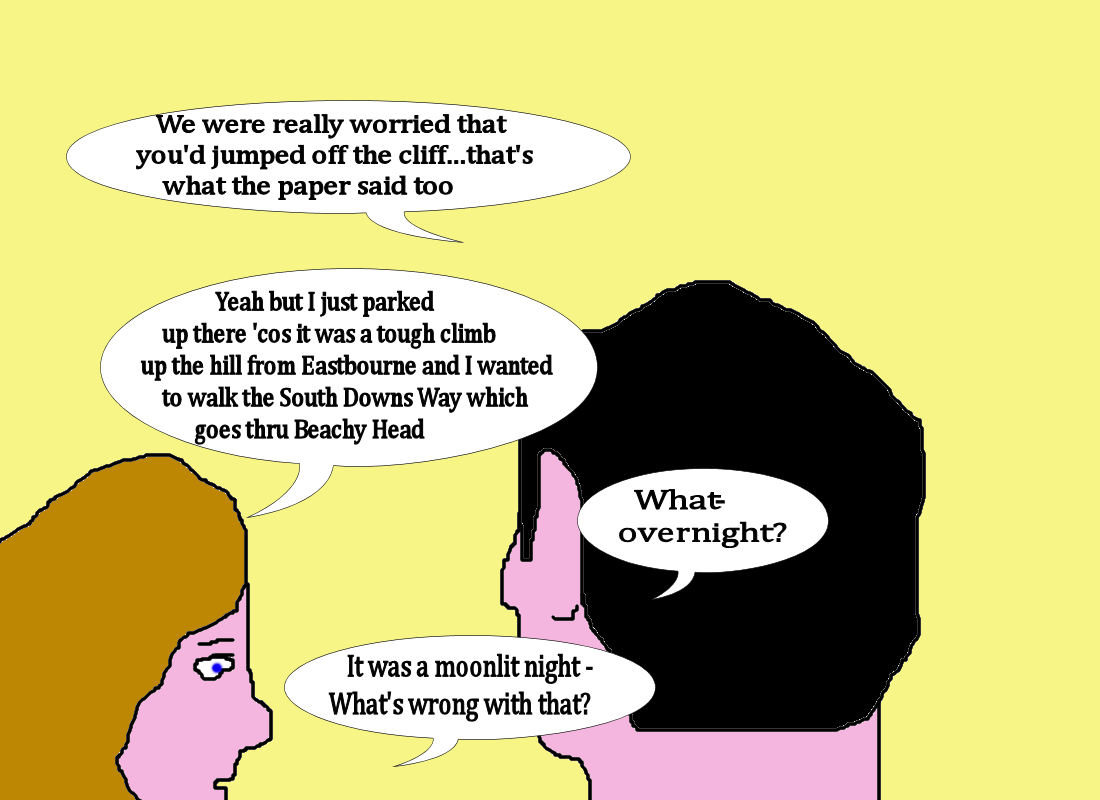 We were really worried that
you'd jumped off the cliff...that's
what the paper said too
Yeah but I just parked
up there 'cos it was a tough climb
up the hill from Eastbourne and I wanted
to walk the South Downs Way which
goes thru Beachy Head
What-
overnight?
It was a moonlit night -
What's wrong with that?